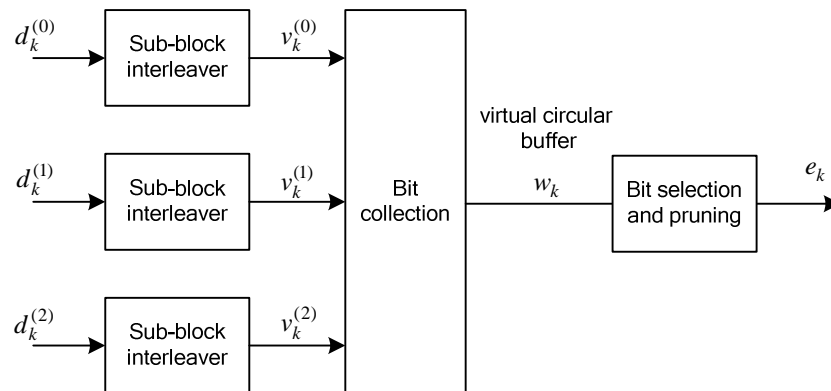 d_k^{(0)}
Sub-block
interleaver
v_k^{(0)}
virtual circular
buffer
d_k^{(1)}
Sub-block
interleaver
v_k^{(1)}
Bit
collection
w_k
Bit selection
and pruning
e_k
d_k^{(2)}
Sub-block
interleaver
v_k^{(2)}